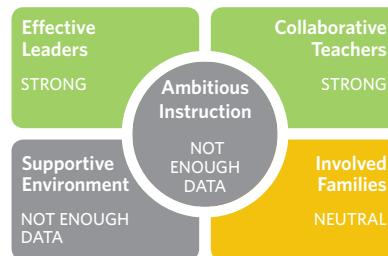 Effective
Leaders
STRONG
Collaborative
Teachers
STRONG
Ambitious
Instruction
NOT
ENOUGH
DATA
Supportive
Environment
NOT ENOUGH
DATA
Involved
Families
NEUTRAL